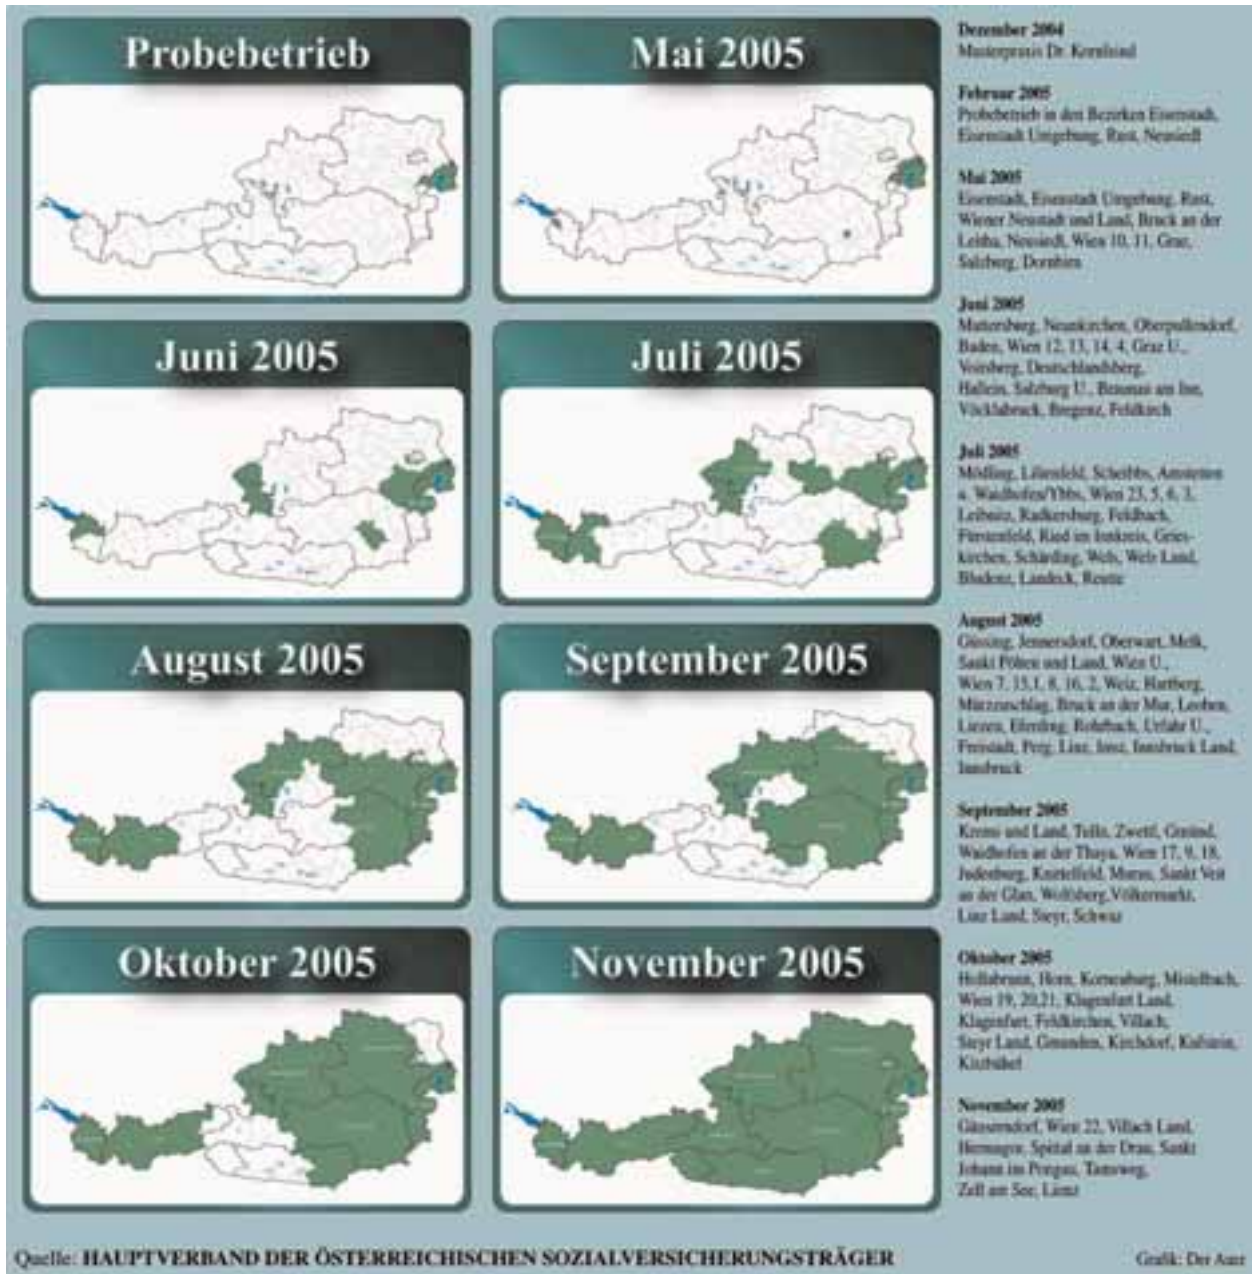 Probebetrieb
Mai 2005
Juni 2005
Juli 2005
August 2005
September 2005
Oktober 2005
November 2005
Dezember 2004
Musterpraxis Dr.
Februar 2005
Probebetrieb in den Bezirken Eisenstadt,
Eisenstadt Umgebung, Rust, Neusiedl
Mai 2005
Eisenstadt, Eisenstadt Umgebung, Rust,
Wiener Neustadt und Land, Bruck an der
Leitha, Neusiedl, Wien 10, 11, Graz,
Salzburg, Dornbirn
Juni 2005
Mattersburg, Neunkirchen, Oberpullendorf,
Baden, Wien 12, 13, 14, 4, Graz U.,
Voitsberg, Deutschlandsberg,
Hallein, Salzburg U., Braunau am Inn,
Vöcklabruck, Bregenz, Feldkirch
Juli 2005
Mödling, Lilienfeld, Scheibbs, Amstetten
u. Waidhofen/Ybbs, Wien 23, 5, 6, 3,
Leibnitz, Radkersburg, Feldbach,
Fürstenfeld, Ried im Innkreis, Gries-
kirchen, Schärding, Wels, Wels Land,
Bludenz, Landeck, Reutte
August 2005
Güssing, Jennersdorf, Oberwart, Melk,
Sankt Pölten und Land, Wien U.,
Wien 7, 15,1, 8, 16, 2, Weiz, Hartberg,
Mürzzuschlag, Bruck an der Mur, Leoben,
Liezen, Eferding, Rohrbach, Urfahr U.,
Freistadt, Perg, Linz, Imst, Innsbruck Land,
Innsbruck
September 2005
Krems und Land, Tulln, Zwettl, Gmünd,
Waidhofen an der Thaya, Wien 17, 9, 18,
Judenburg, Knittelfeld, Murau, Sankt Veit
an der Glan, Wolfsberg, Völkermarkt,
Linz Land, Steyr, Schwaz
Oktober 2005
Hollabrunn, Horn, Korneuburg, Mistelbach,
Wien 19, 20,21, Klagenfurt Land,
Klagenfurt, Feldkirchen, Villach,
Steyr Land, Gmunden, Kirchdorf, Kufstein,
Kitzbühel
November 2005
Gänserndorf, Wien 22, Villach Land,
Hermagor, Spittal an der Drau, Sankt
Johann im Pongau, Tamsweg,
Zell am See, Lienz
Quelle: HAUPTVERBAND DER ÖSTERREICHISCHEN SOZIALVERSICHERUNGSTRÄGER
Grafik: Der Auer